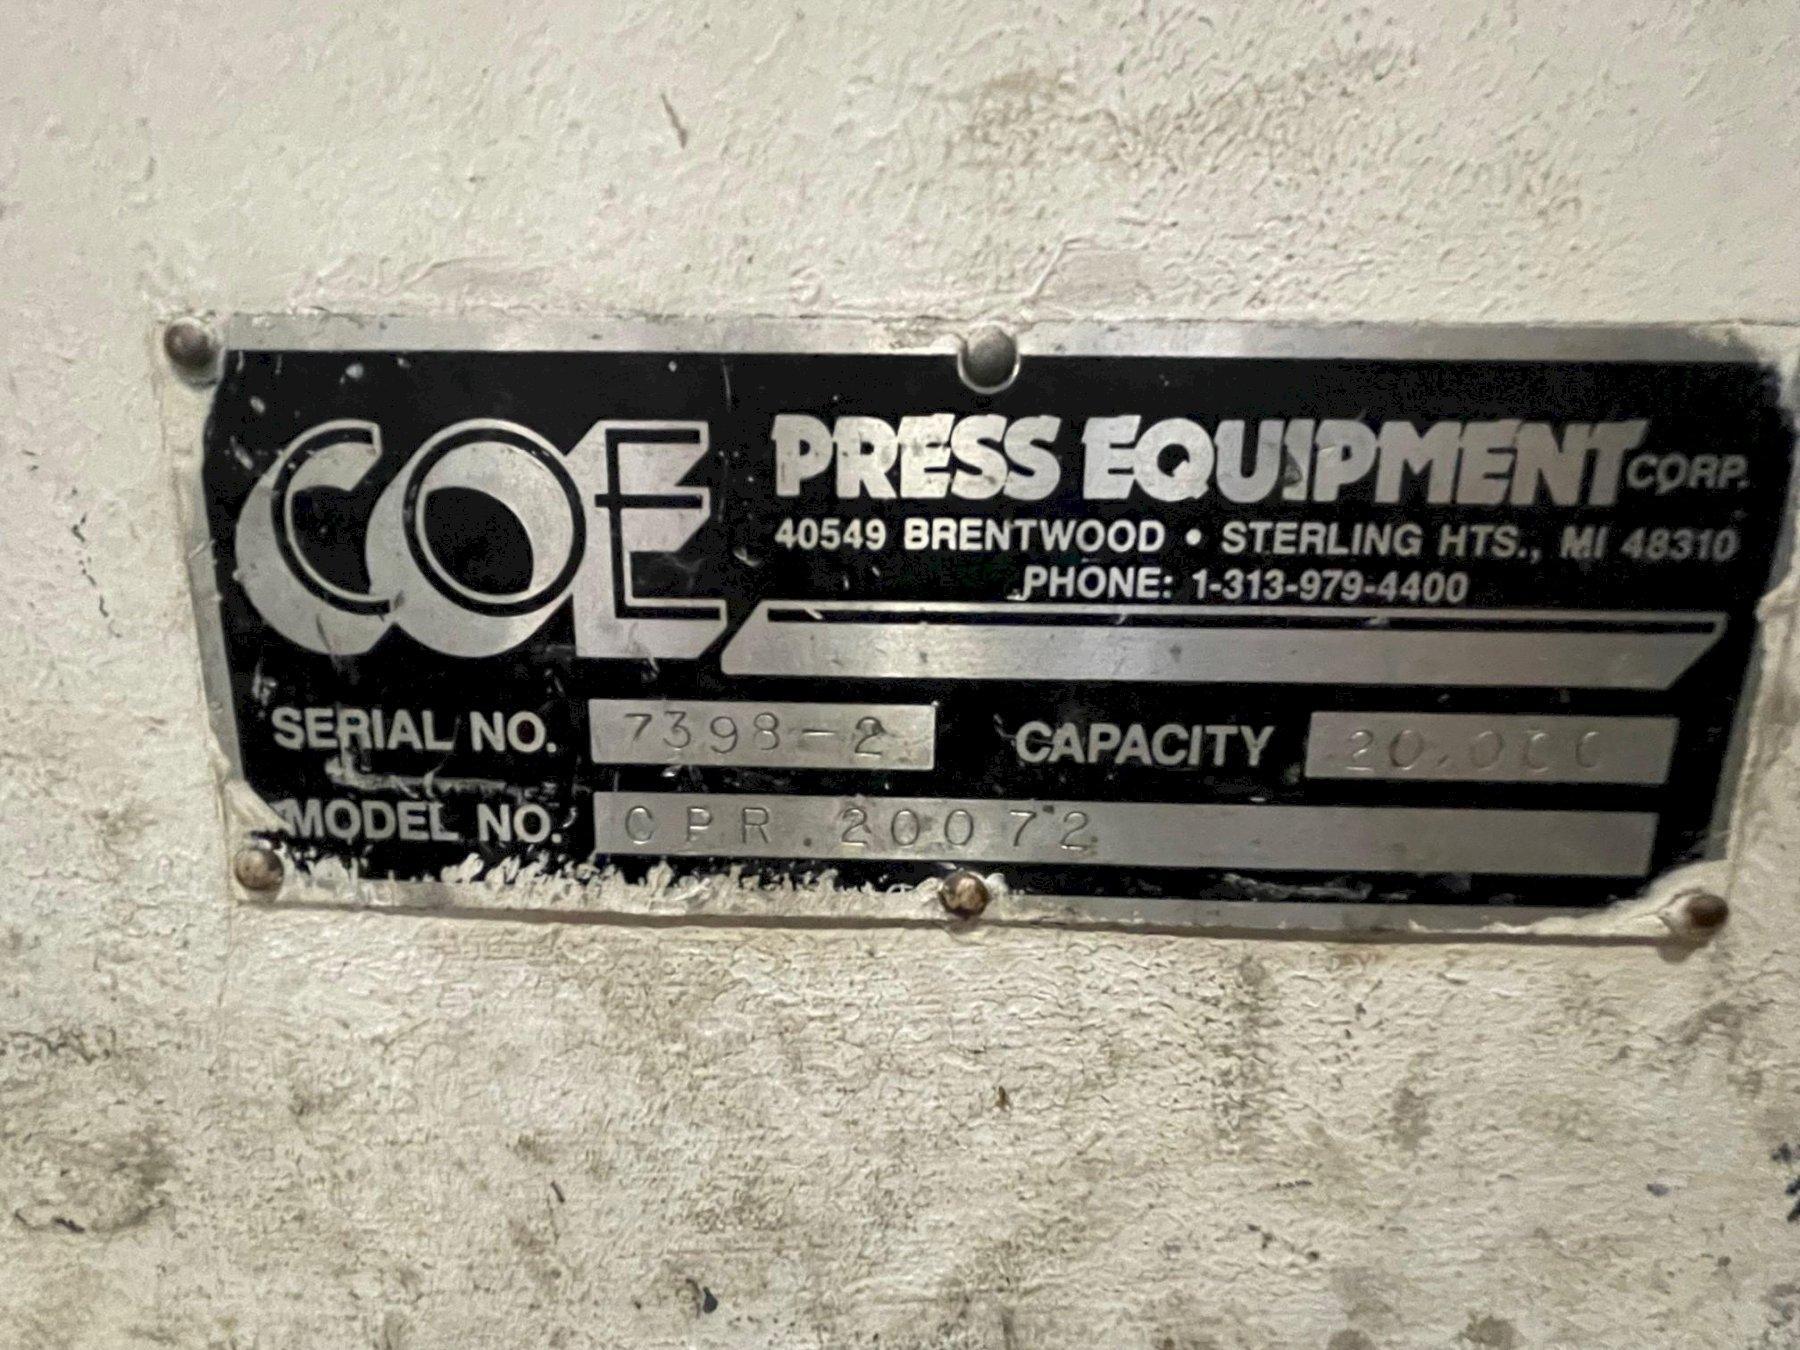 COE PRESS EQUIPMENT CORP.
40549 BRENTWOOD • STERLING HTS., MI 48310
PHONE: 1-313-979-4400
SERIAL NO. 7398-2 CAPACITY 20.000
MODEL NO. CPR.20072